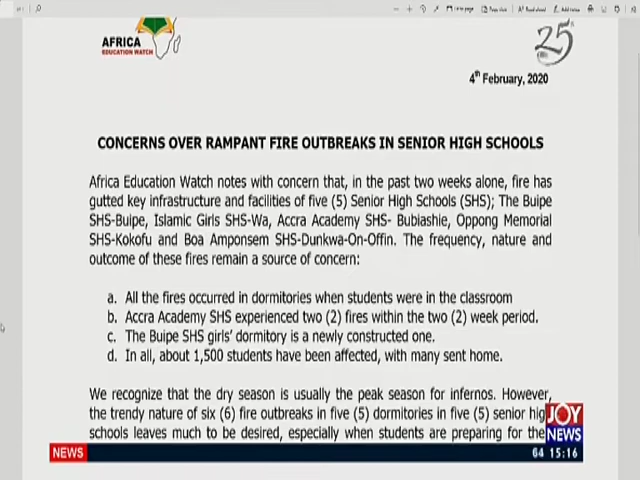 AFRICA
EDUCATION WATCH
25
4th February, 2020
CONCERNS OVER RAMPANT FIRE OUTBREAKS IN SENIOR HIGH SCHOOLS
Africa Education Watch notes with concern that, in the past two weeks alone, fire has
gutted key infrastructure and facilities of five (5) Senior High Schools (SHS); The Buipe
SHS-Buipe, Islamic Girls SHS-Wa, Accra Academy SHS- Bubiashie, Oppong Memorial
SHS-Kokofu and Boa Amponsem SHS-Dunkwa-On-Offin. The frequency, nature and
outcome of these fires remain a source of concern:
a. All the fires occurred in dormitories when students were in the classroom
b. Accra Academy SHS experienced two (2) fires within the two (2) week period.
c. The Buipe SHS girls' dormitory is a newly constructed one.
d. In all, about 1,500 students have been affected, with many sent home.
We recognize that the dry season is usually the peak season for infernos. However,
the trendy nature of six (6) fire outbreaks in five (5) dormitories in five (5) senior hig
schools leaves much to be desired, especially when students are preparing for the
JOY
NEWS
NEWS
04 15:16